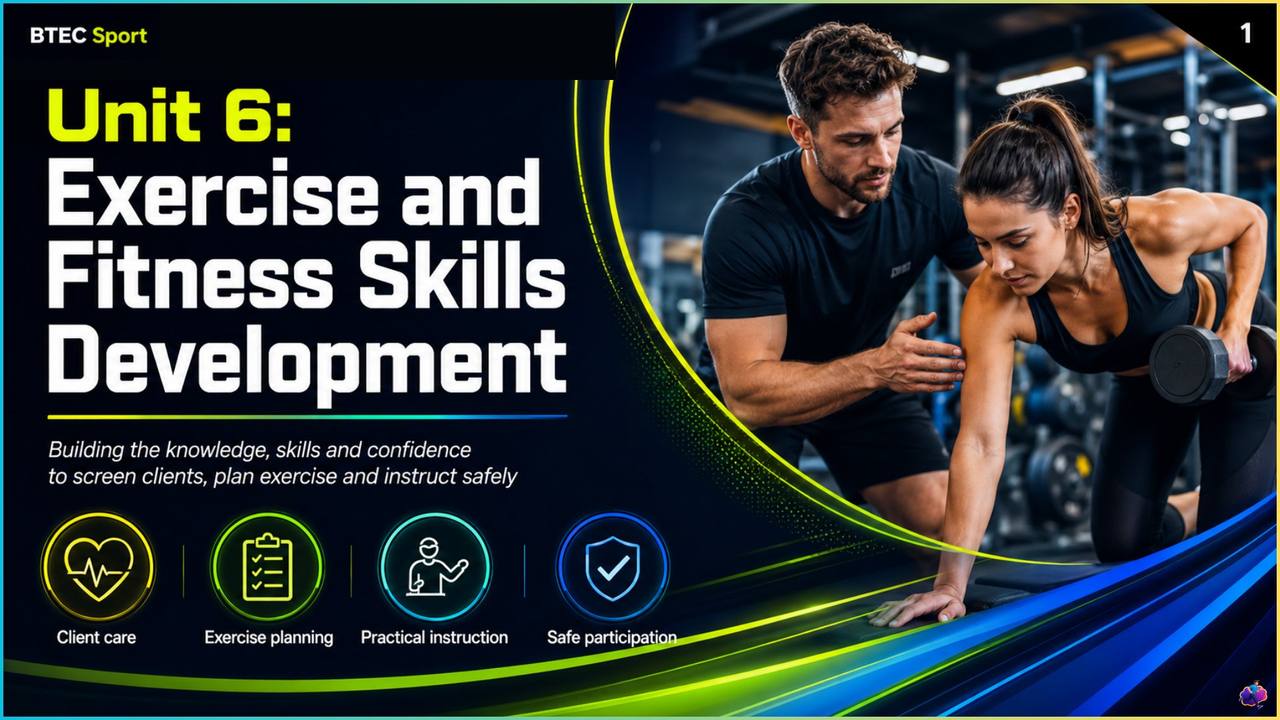 BTEC Sport
1
Unit 6:
Exercise and
Fitness Skills
Development
Building the knowledge, skills and confidence
to screen clients, plan exercise and instruct safely
Client care
Exercise planning
Practical instruction
Safe participation